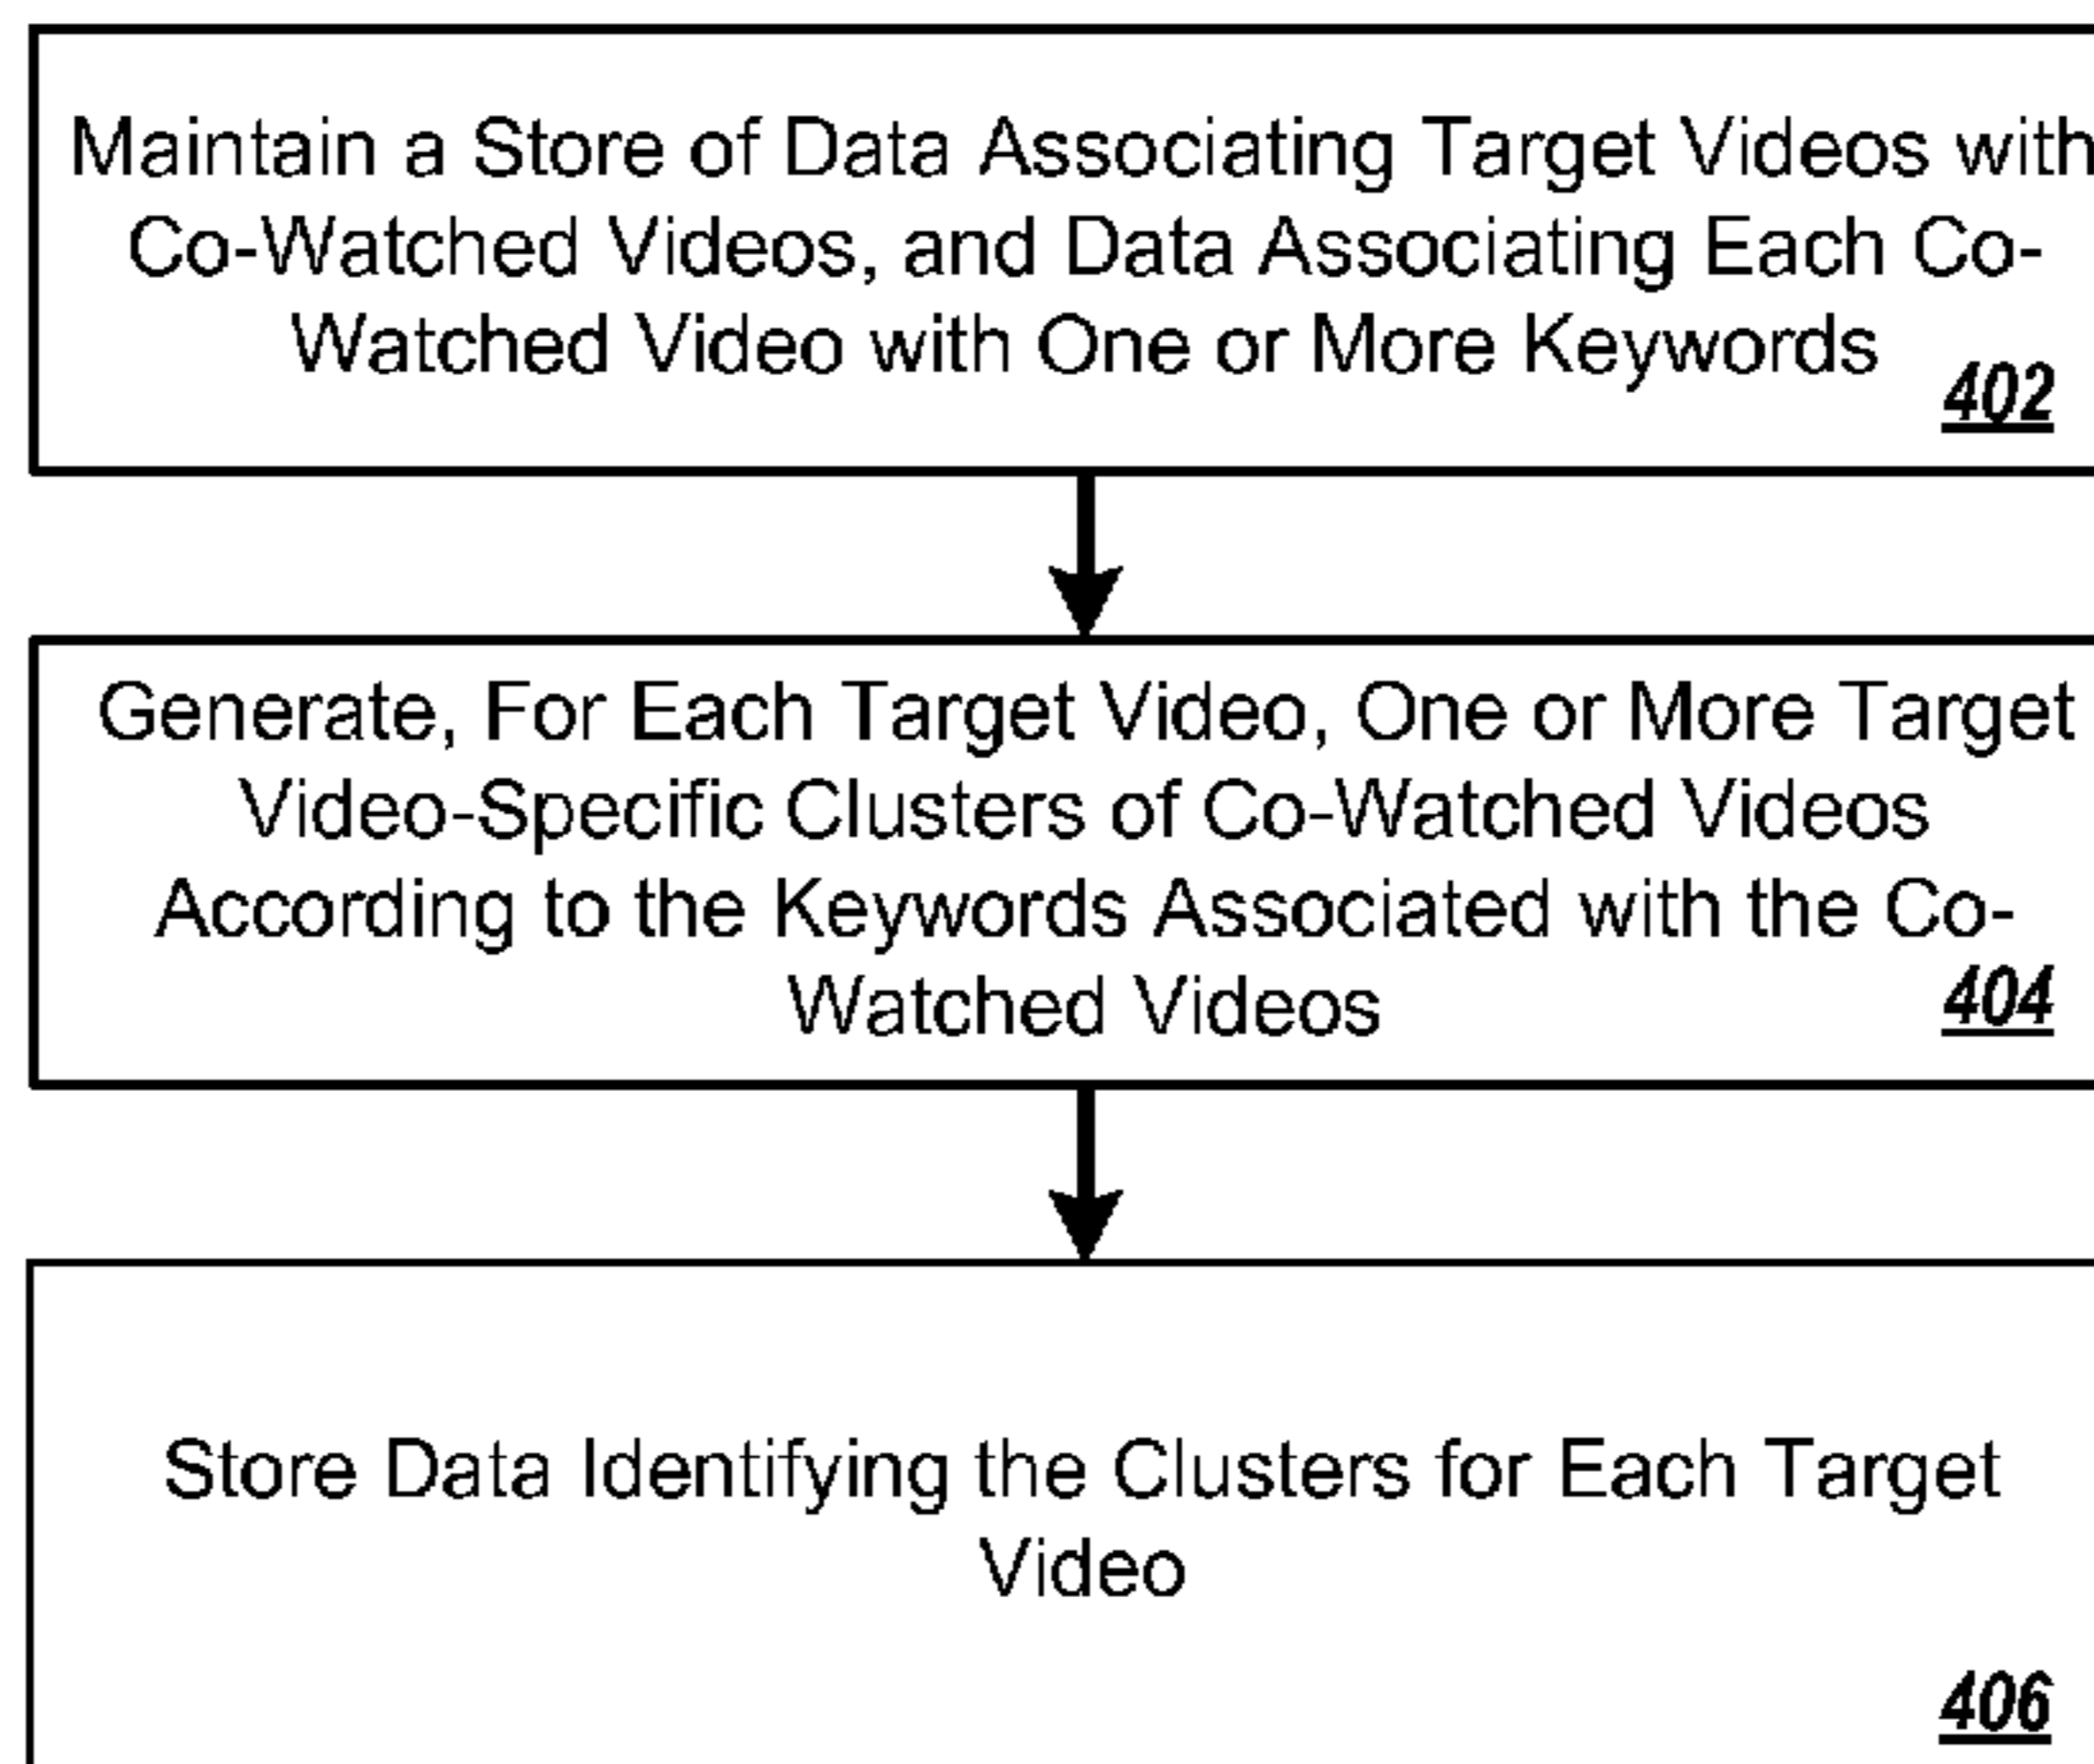 Maintain a Store of Data Associating Target Videos with
Co-Watched Videos, and Data Associating Each Co-
Watched Video with One or More Keywords
402
Generate, For Each Target Video, One or More Target
Video-Specific Clusters of Co-Watched Videos
According to the Keywords Associated with the Co-
Watched Videos
404
Store Data Identifying the Clusters for Each Target
Video
406